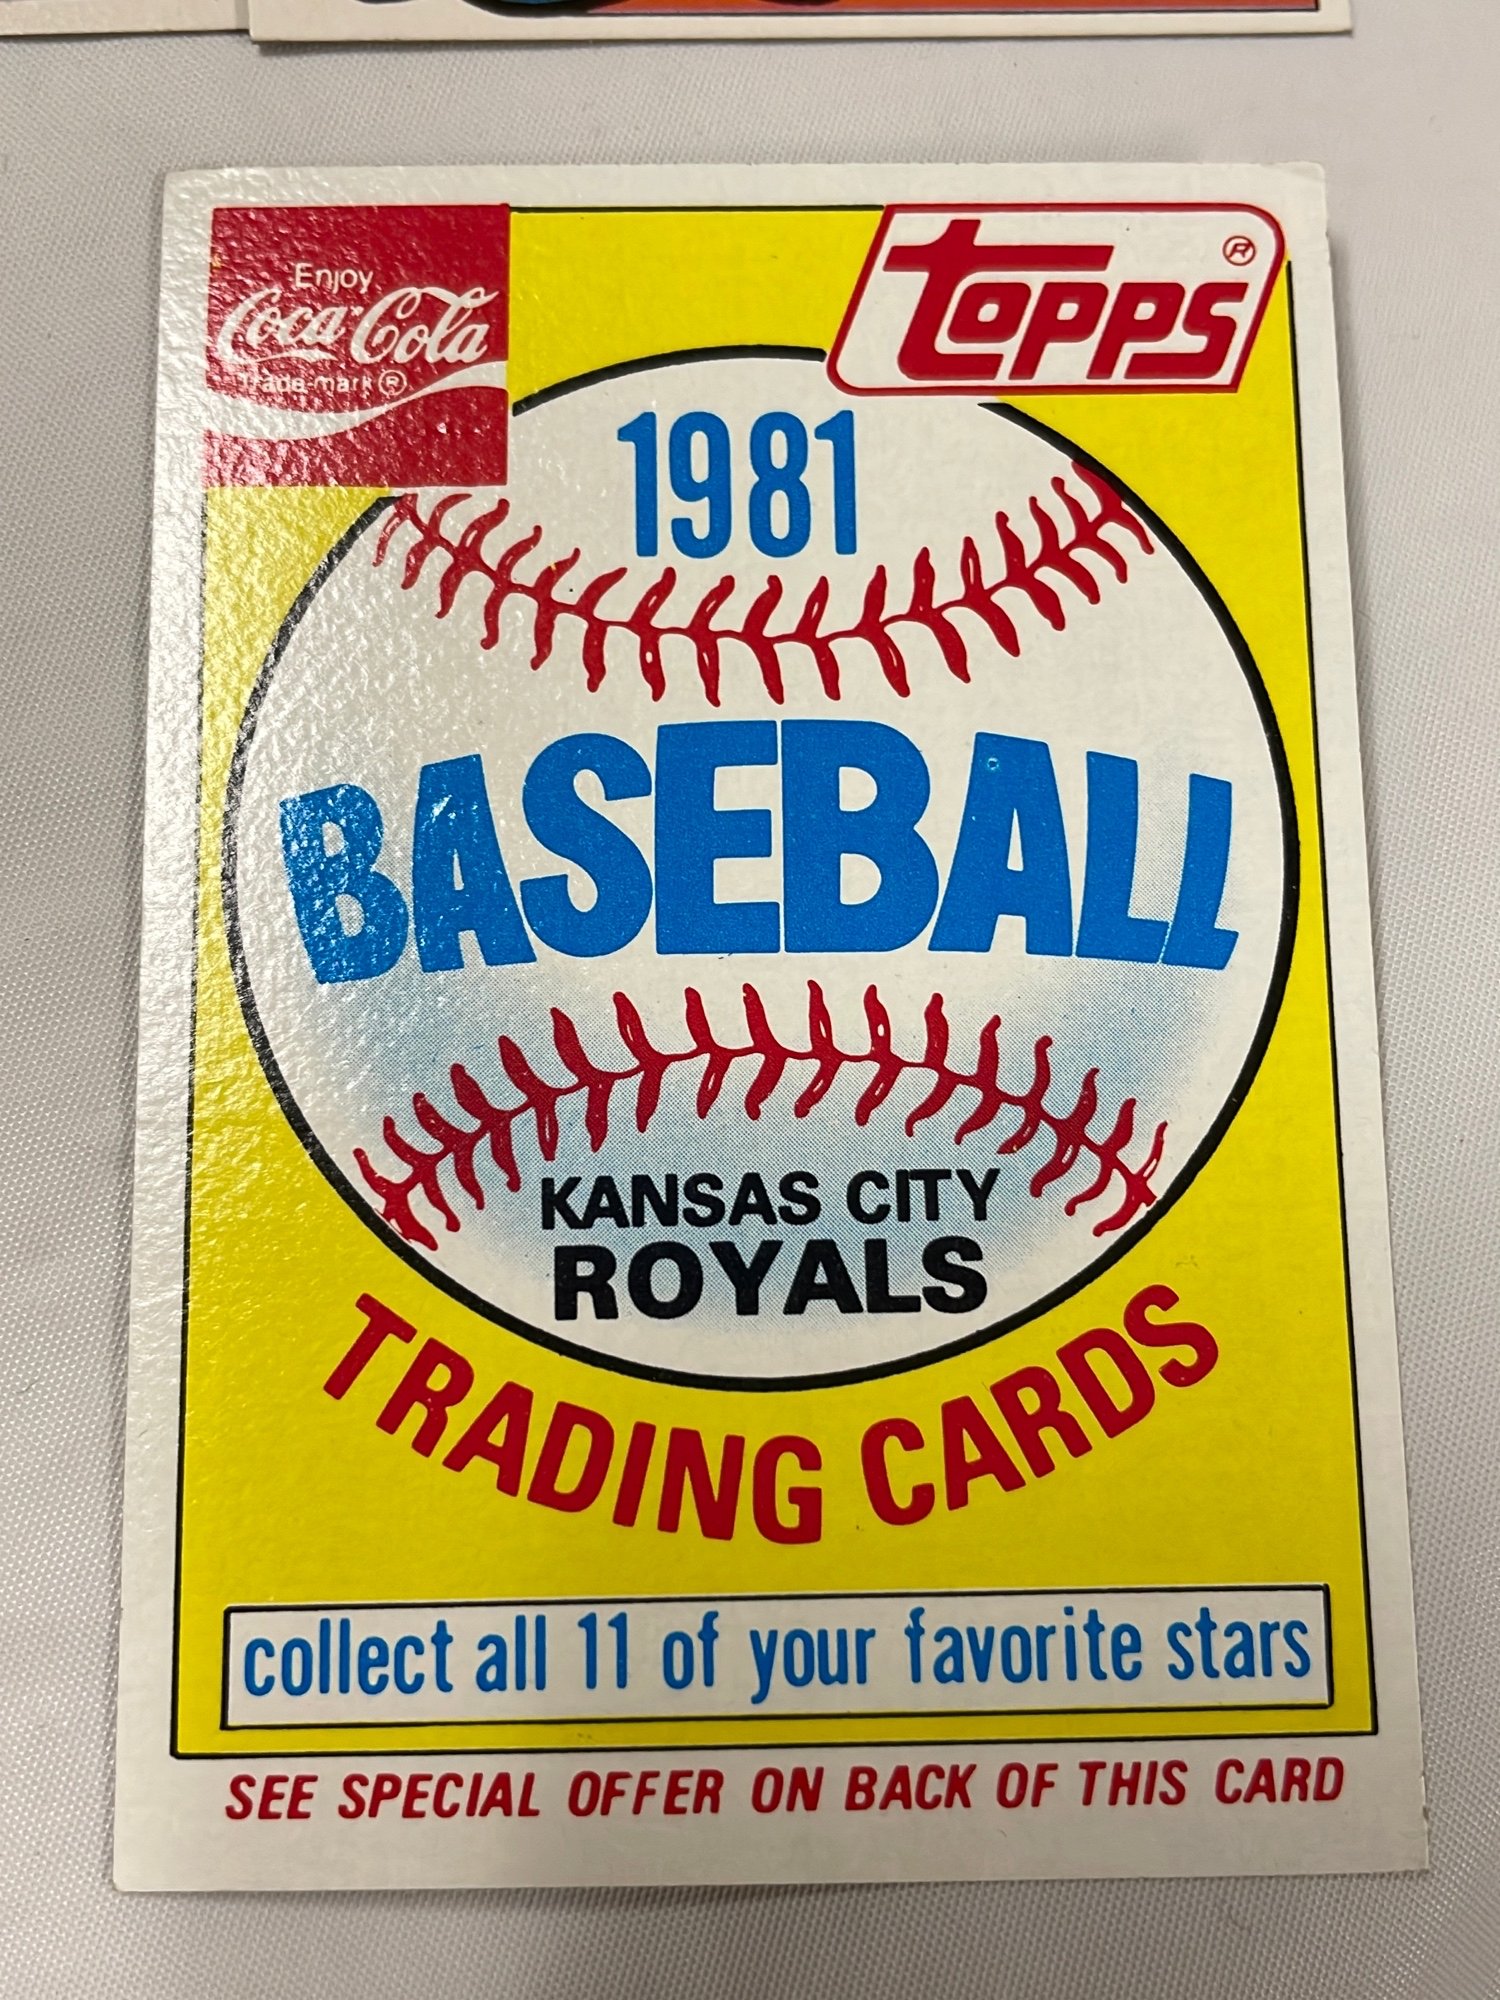 Enjoy
Coca-Cola
Trade-mark ®
Topps ®
1981
BASEBALL
KANSAS CITY
ROYALS
TRADING CARDS
collect all 11 of your favorite stars
SEE SPECIAL OFFER ON BACK OF THIS CARD